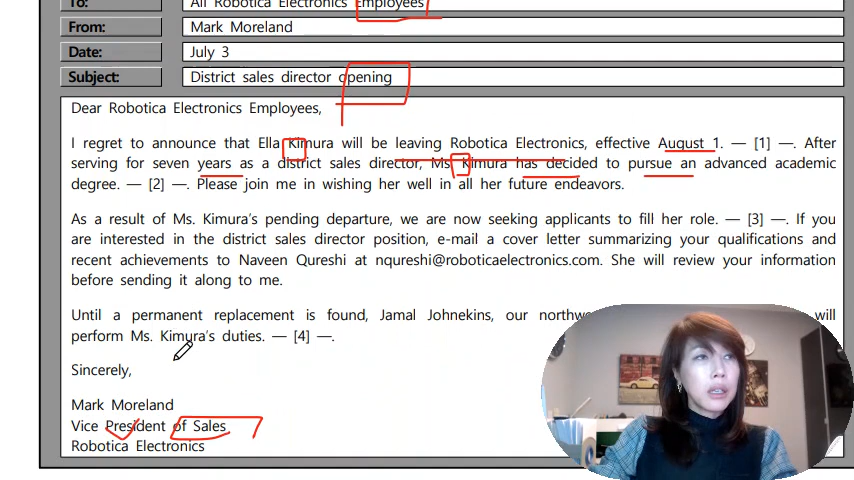 To: All Robotica Electronics Employees
From: Mark Moreland
Date: July 3
Subject: District sales director opening
Dear Robotica Electronics Employees,
I regret to announce that Ella Kimura will be leaving Robotica Electronics, effective August 1. — [1] —. After
serving for seven years as a district sales director, Ms. Kimura has decided to pursue an advanced academic
degree. — [2] —. Please join me in wishing her well in all her future endeavors.
As a result of Ms. Kimura's pending departure, we are now seeking applicants to fill her role. — [3] —. If you
are interested in the district sales director position, e-mail a cover letter summarizing your qualifications and
recent achievements to Naveen Qureshi at nqureshi@roboticaelectronics.com. She will review your information
before sending it along to me.
Until a permanent replacement is found, Jamal Johnekins, our will
perform Ms. Kimura's duties. — [4] —.
Sincerely,
Mark Moreland
Vice President of Sales
Robotica Electronics